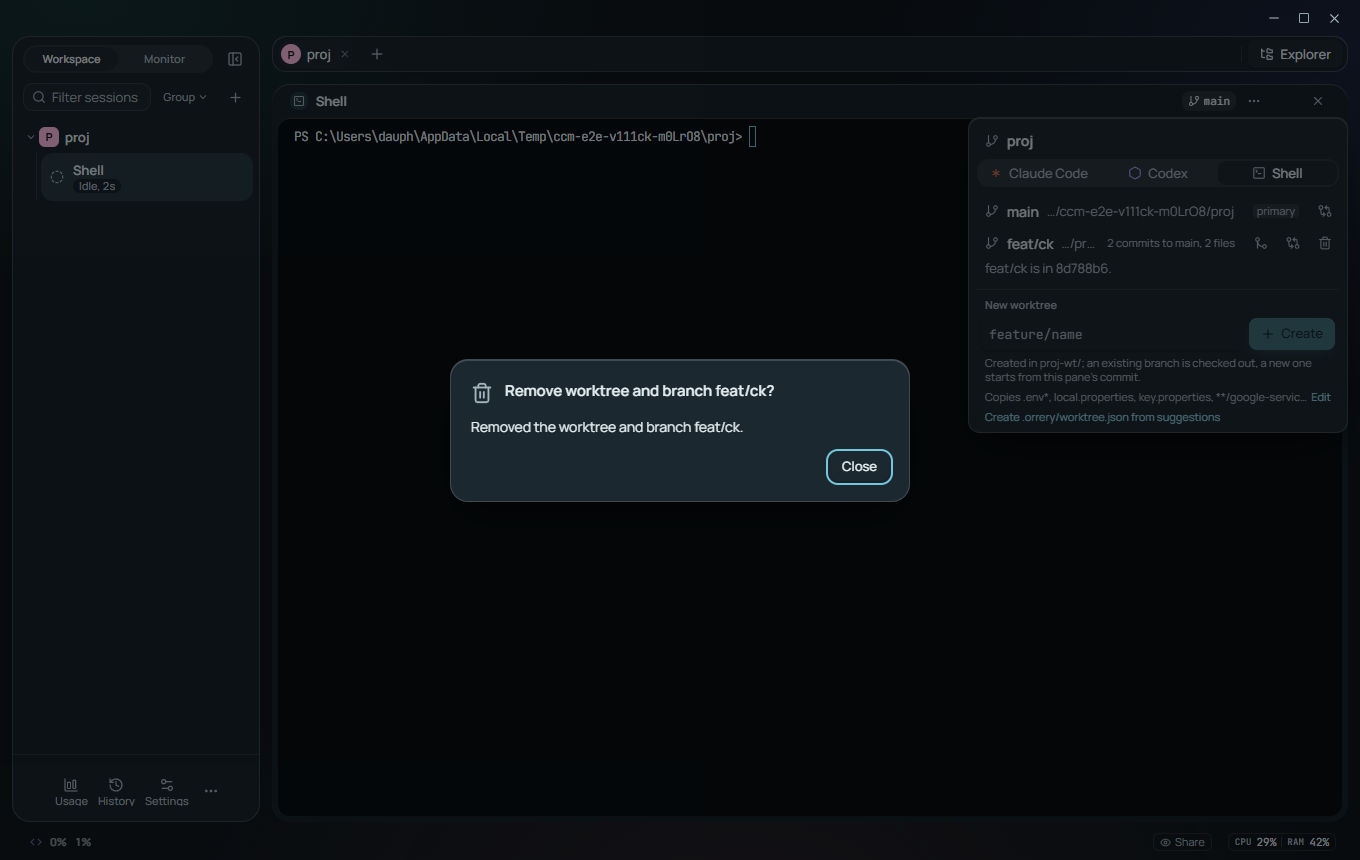 Workspace
Monitor
Filter sessions
Group
P proj
Shell
Idle, 2s
Usage
History
Settings
0% 1%
P proj
Explorer
Shell
main
PS C:\Users\dauph\AppData\Local\Temp\ccm-e2e-v111ck-m0LrO8\proj>
proj
Claude Code
Codex
Shell
main …/ccm-e2e-v111ck-m0LrO8/proj primary
feat/ck …/pr… 2 commits to main, 2 files
feat/ck is in 8d788b6.
New worktree
feature/name
Create
Created in proj-wt/; an existing branch is checked out, a new one
starts from this pane's commit.
Copies .env*, local.properties, key.properties, **/google-servic… Edit
Create .orrery/worktree.json from suggestions
Remove worktree and branch feat/ck?
Removed the worktree and branch feat/ck.
Close
Share
CPU 29% RAM 42%